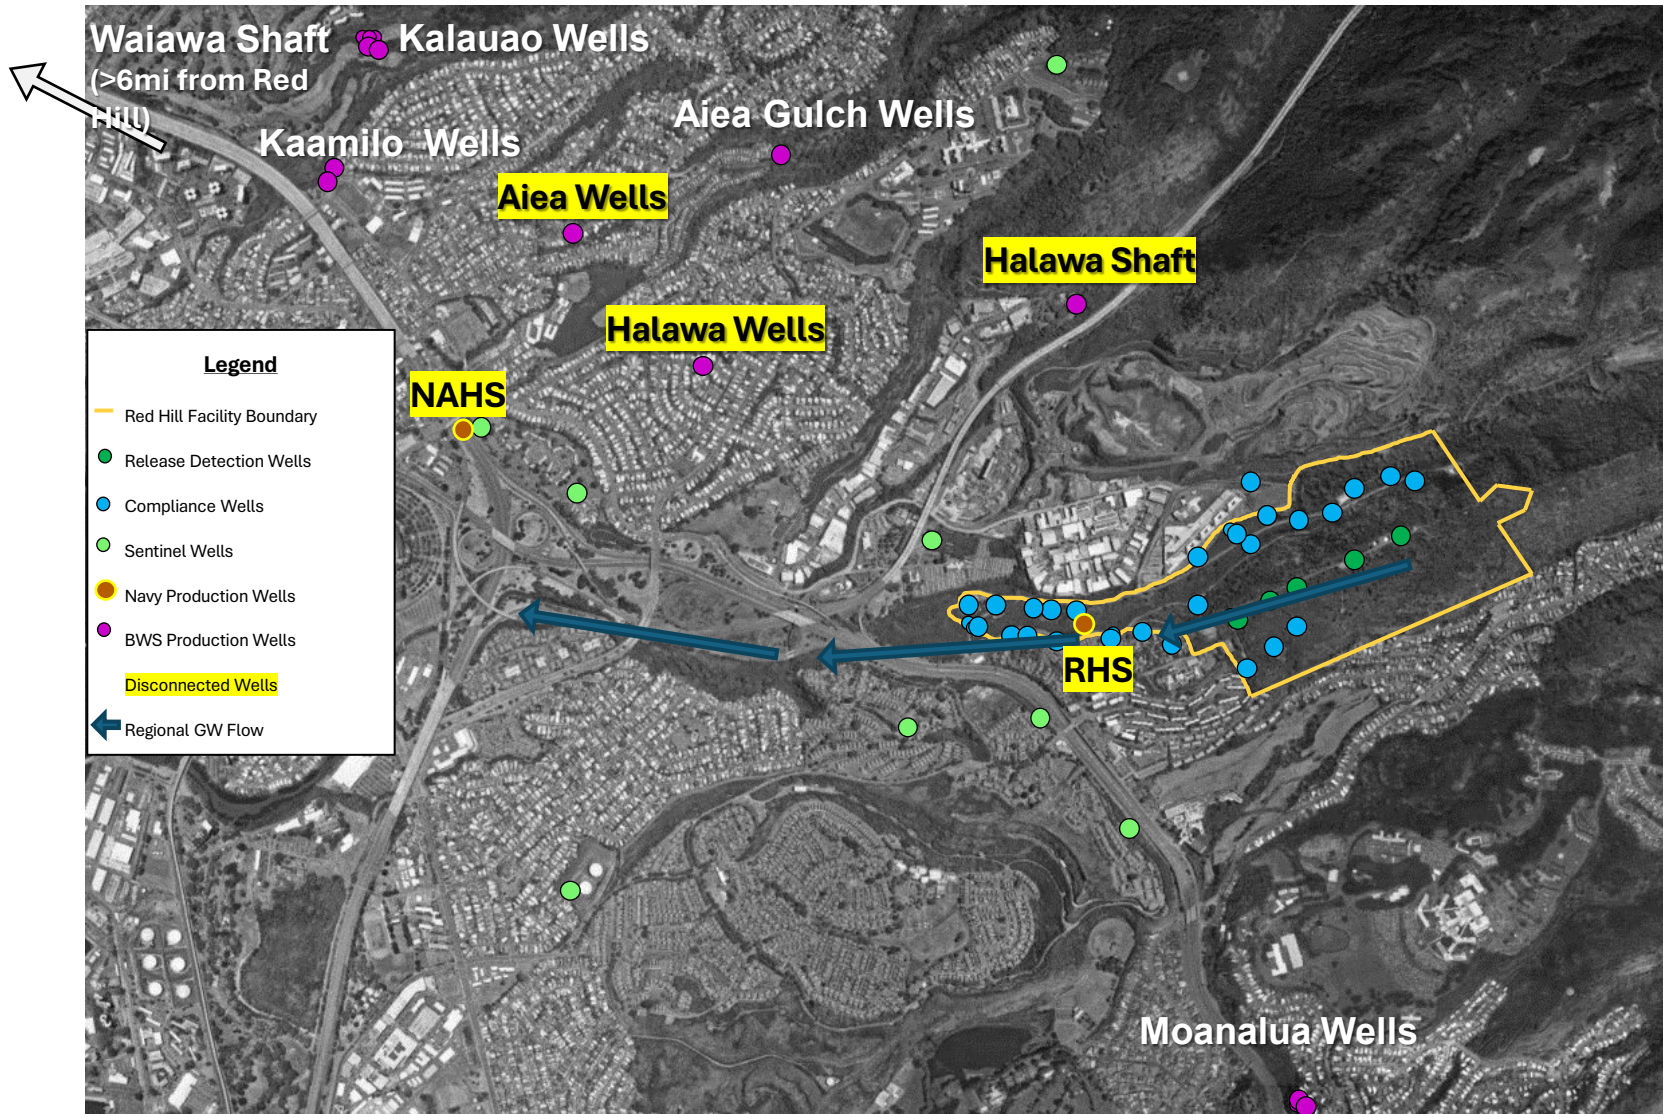 Waiawa Shaft
(>6mi from Red
Hill)
Kalauao Wells
Kaamilo  Wells
Aiea Gulch Wells
Aiea Wells
Halawa Shaft
Halawa Wells
NAHS
Legend
Red Hill Facility Boundary
Release Detection Wells
Compliance Wells
Sentinel Wells
Navy Production Wells
BWS Production Wells
Disconnected Wells
Regional GW Flow
RHS
Moanalua Wells